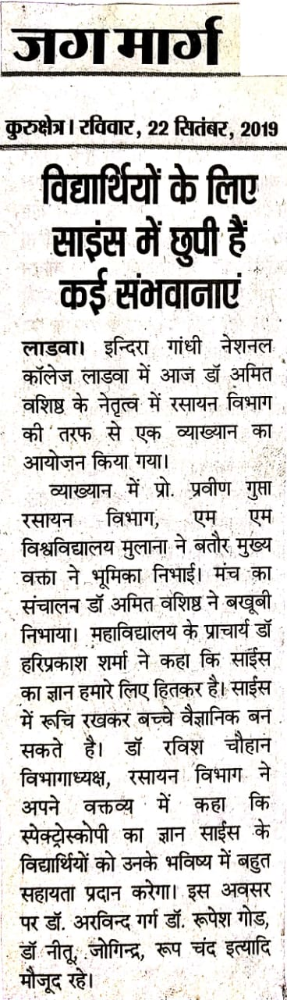 जग मार्ग
कुरुक्षेत्र। रविवार, 22 सितंबर, 2019
विद्यार्थियों के लिए
साइंस में छुपी हैं
कई संभवानाएं
लाडवा। इन्दिरा गांधी नेशनल
कॉलेज लाडवा में आज डॉ अमित
वशिष्ठ के नेतृत्व में रसायन विभाग
की तरफ से एक व्याख्यान का
आयोजन किया गया।
व्याख्यान में प्रो. प्रवीण गुप्ता
रसायन विभाग, एम एम
विश्वविद्यालय मुलाना ने बतौर मुख्य
वक्ता ने भूमिका निभाई। मंच का
संचालन डॉ अमित वशिष्ठ ने बखूबी
निभाया। महाविद्यालय के प्राचार्य डॉ
हरिप्रकाश शर्मा ने कहा कि साईंस
का ज्ञान हमारे लिए हितकर है। साईंस
में रूचि रखकर बच्चे वैज्ञानिक बन
सकते है। डॉ रविश चौहान
विभागाध्यक्ष, रसायन विभाग ने
अपने वक्तव्य में कहा कि
स्पेक्ट्रोस्कोपी का ज्ञान साईंस के
विद्यार्थियों को उनके भविष्य में बहुत
सहायता प्रदान करेगा। इस अवसर
पर डॉ. अरविन्द गर्ग डॉ. रूपेश गोड,
डॉ नीतू, जोगिन्द्र, रूप चंद इत्यादि
मौजूद रहे।